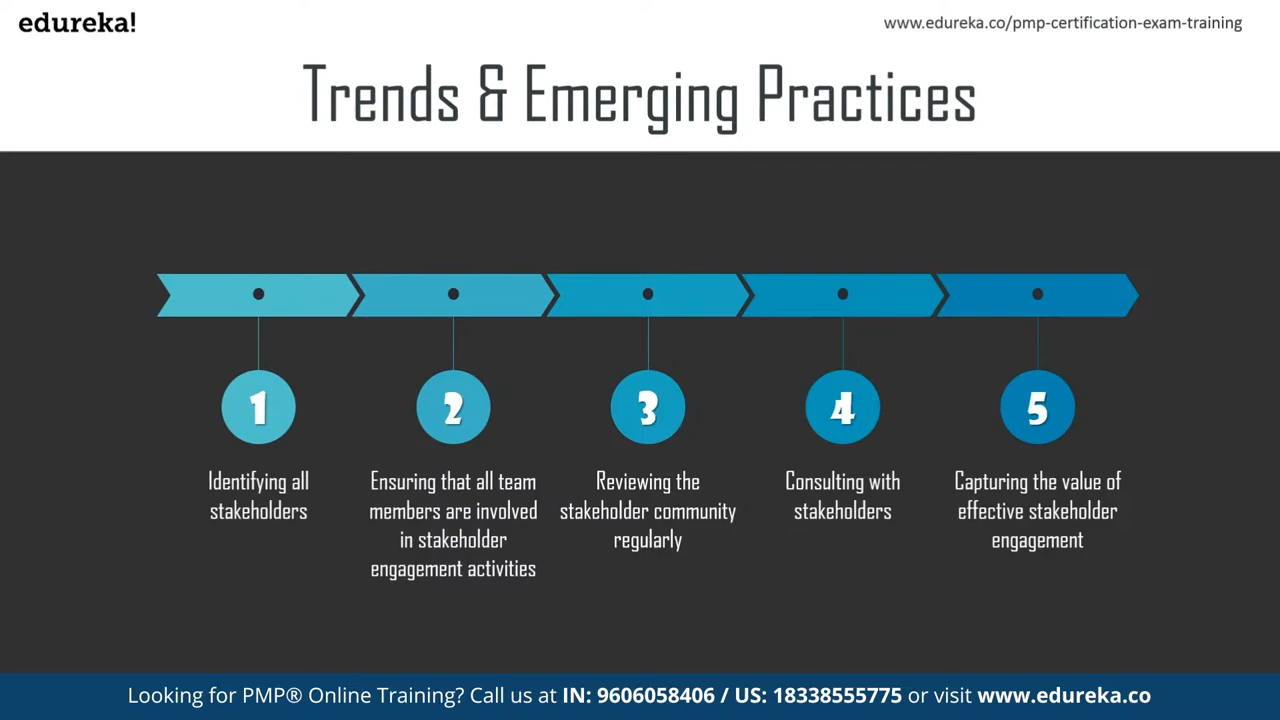 edureka!
www.edureka.co/pmp-certification-exam-training
Trends & Emerging Practices
1
Identifying all
stakeholders
2
Ensuring that all team
members are involved
in stakeholder
engagement activities
3
Reviewing the
stakeholder community
regularly
4
Consulting with
stakeholders
5
Capturing the value of
effective stakeholder
engagement
Looking for PMP® Online Training? Call us at IN: 9606058406 / US: 18338555775 or visit www.edureka.co